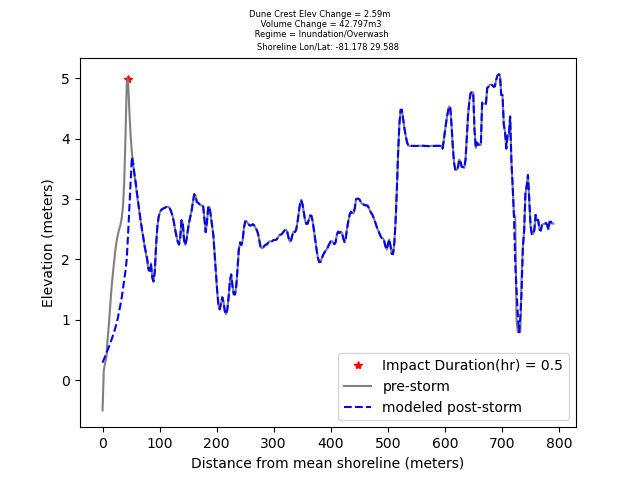 Dune Crest Elev Change = 2.59m
Volume Change = 42.797m3
Regime = Inundation/Overwash
Shoreline Lon/Lat: -81.178 29.588
5
4
3
2
1
0
Elevation (meters)
Impact Duration(hr) = 0.5
pre-storm
modeled post-storm
0 100 200 300 400 500 600 700 800
Distance from mean shoreline (meters)